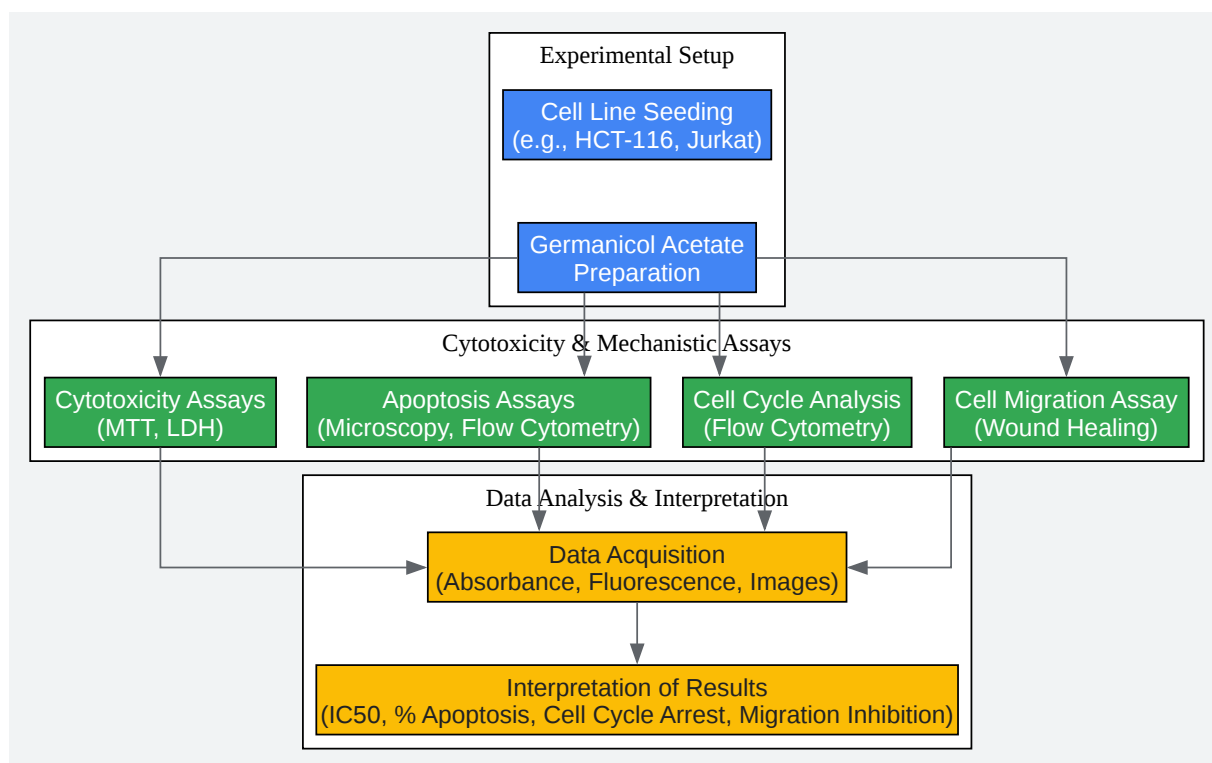 Experimental Setup
Cell Line Seeding
(e.g., HCT-116, Jurkat)
Germanicol Acetate
Preparation
Cytotoxicity & Mechanistic Assays
Cytotoxicity Assays
(MTT, LDH)
Apoptosis Assays
(Microscopy, Flow Cytometry)
Cell Cycle Analysis
(Flow Cytometry)
Cell Migration Assay
(Wound Healing)
Data Analysis & Interpretation
Data Acquisition
(Absorbance, Fluorescence, Images)
Interpretation of Results
(IC50, % Apoptosis, Cell Cycle Arrest, Migration Inhibition)